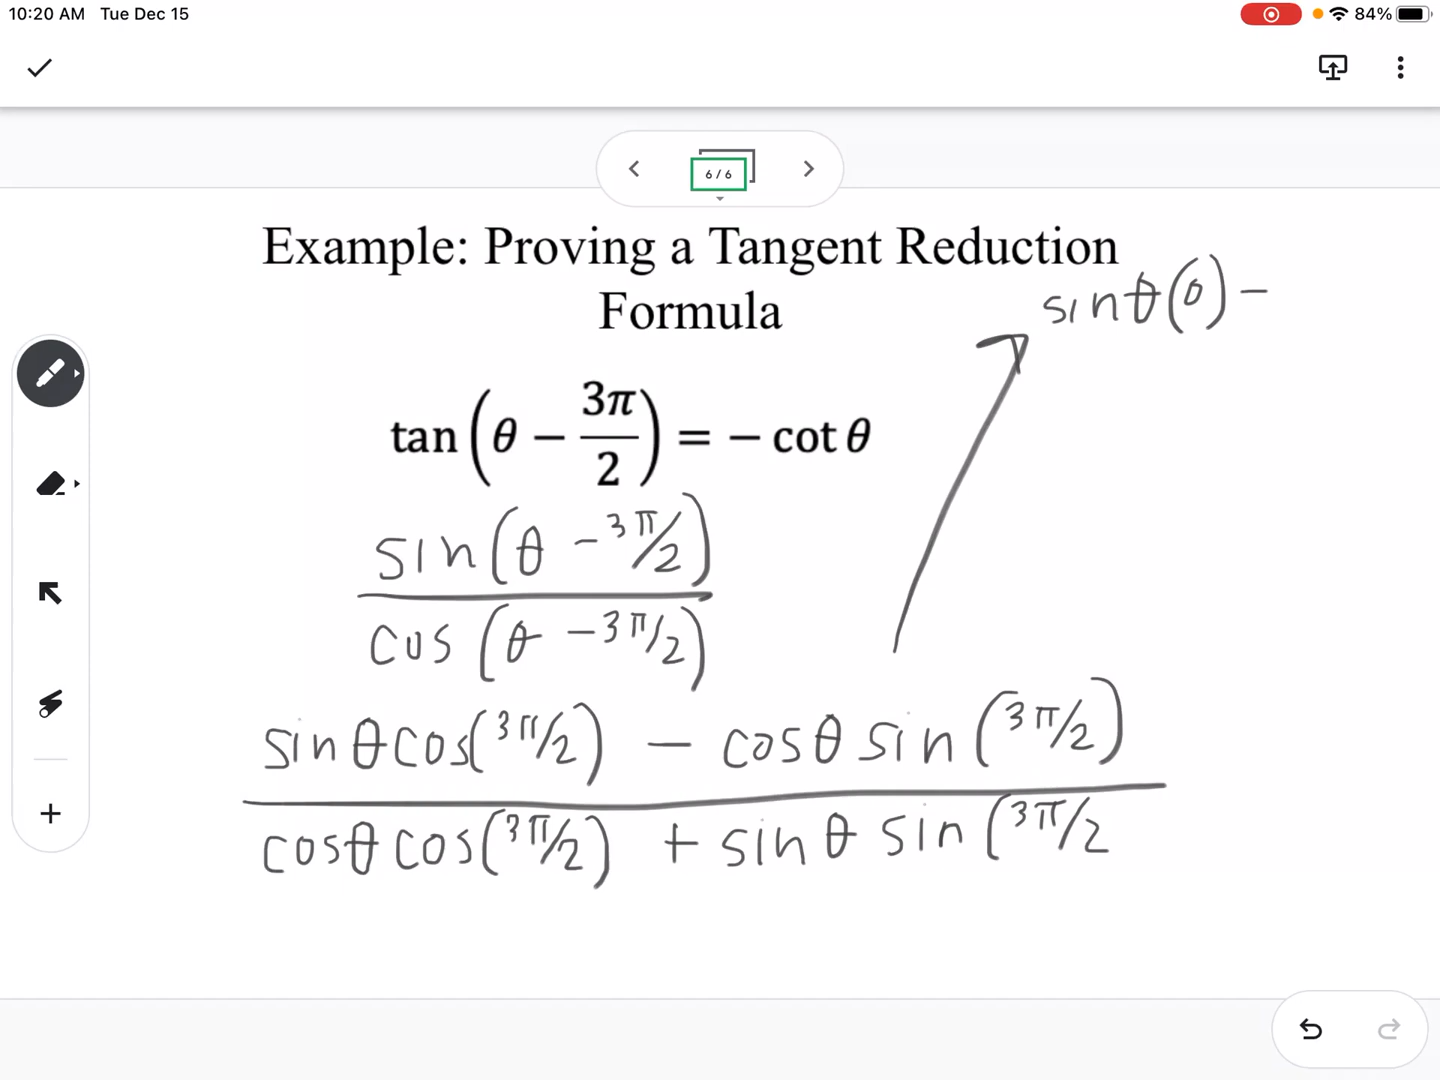 10:20 AM Tue Dec 15 84%
6 / 6
Example: Proving a Tangent Reduction
Formula
sinθ(0) −
tan(θ − 3π/2) = − cot θ
sin(θ − 3π/2)
cos (θ − 3π/2)
sinθcos(3π/2) − cosθ sin(3π/2)
cosθcos(3π/2) + sinθ sin(3π/2